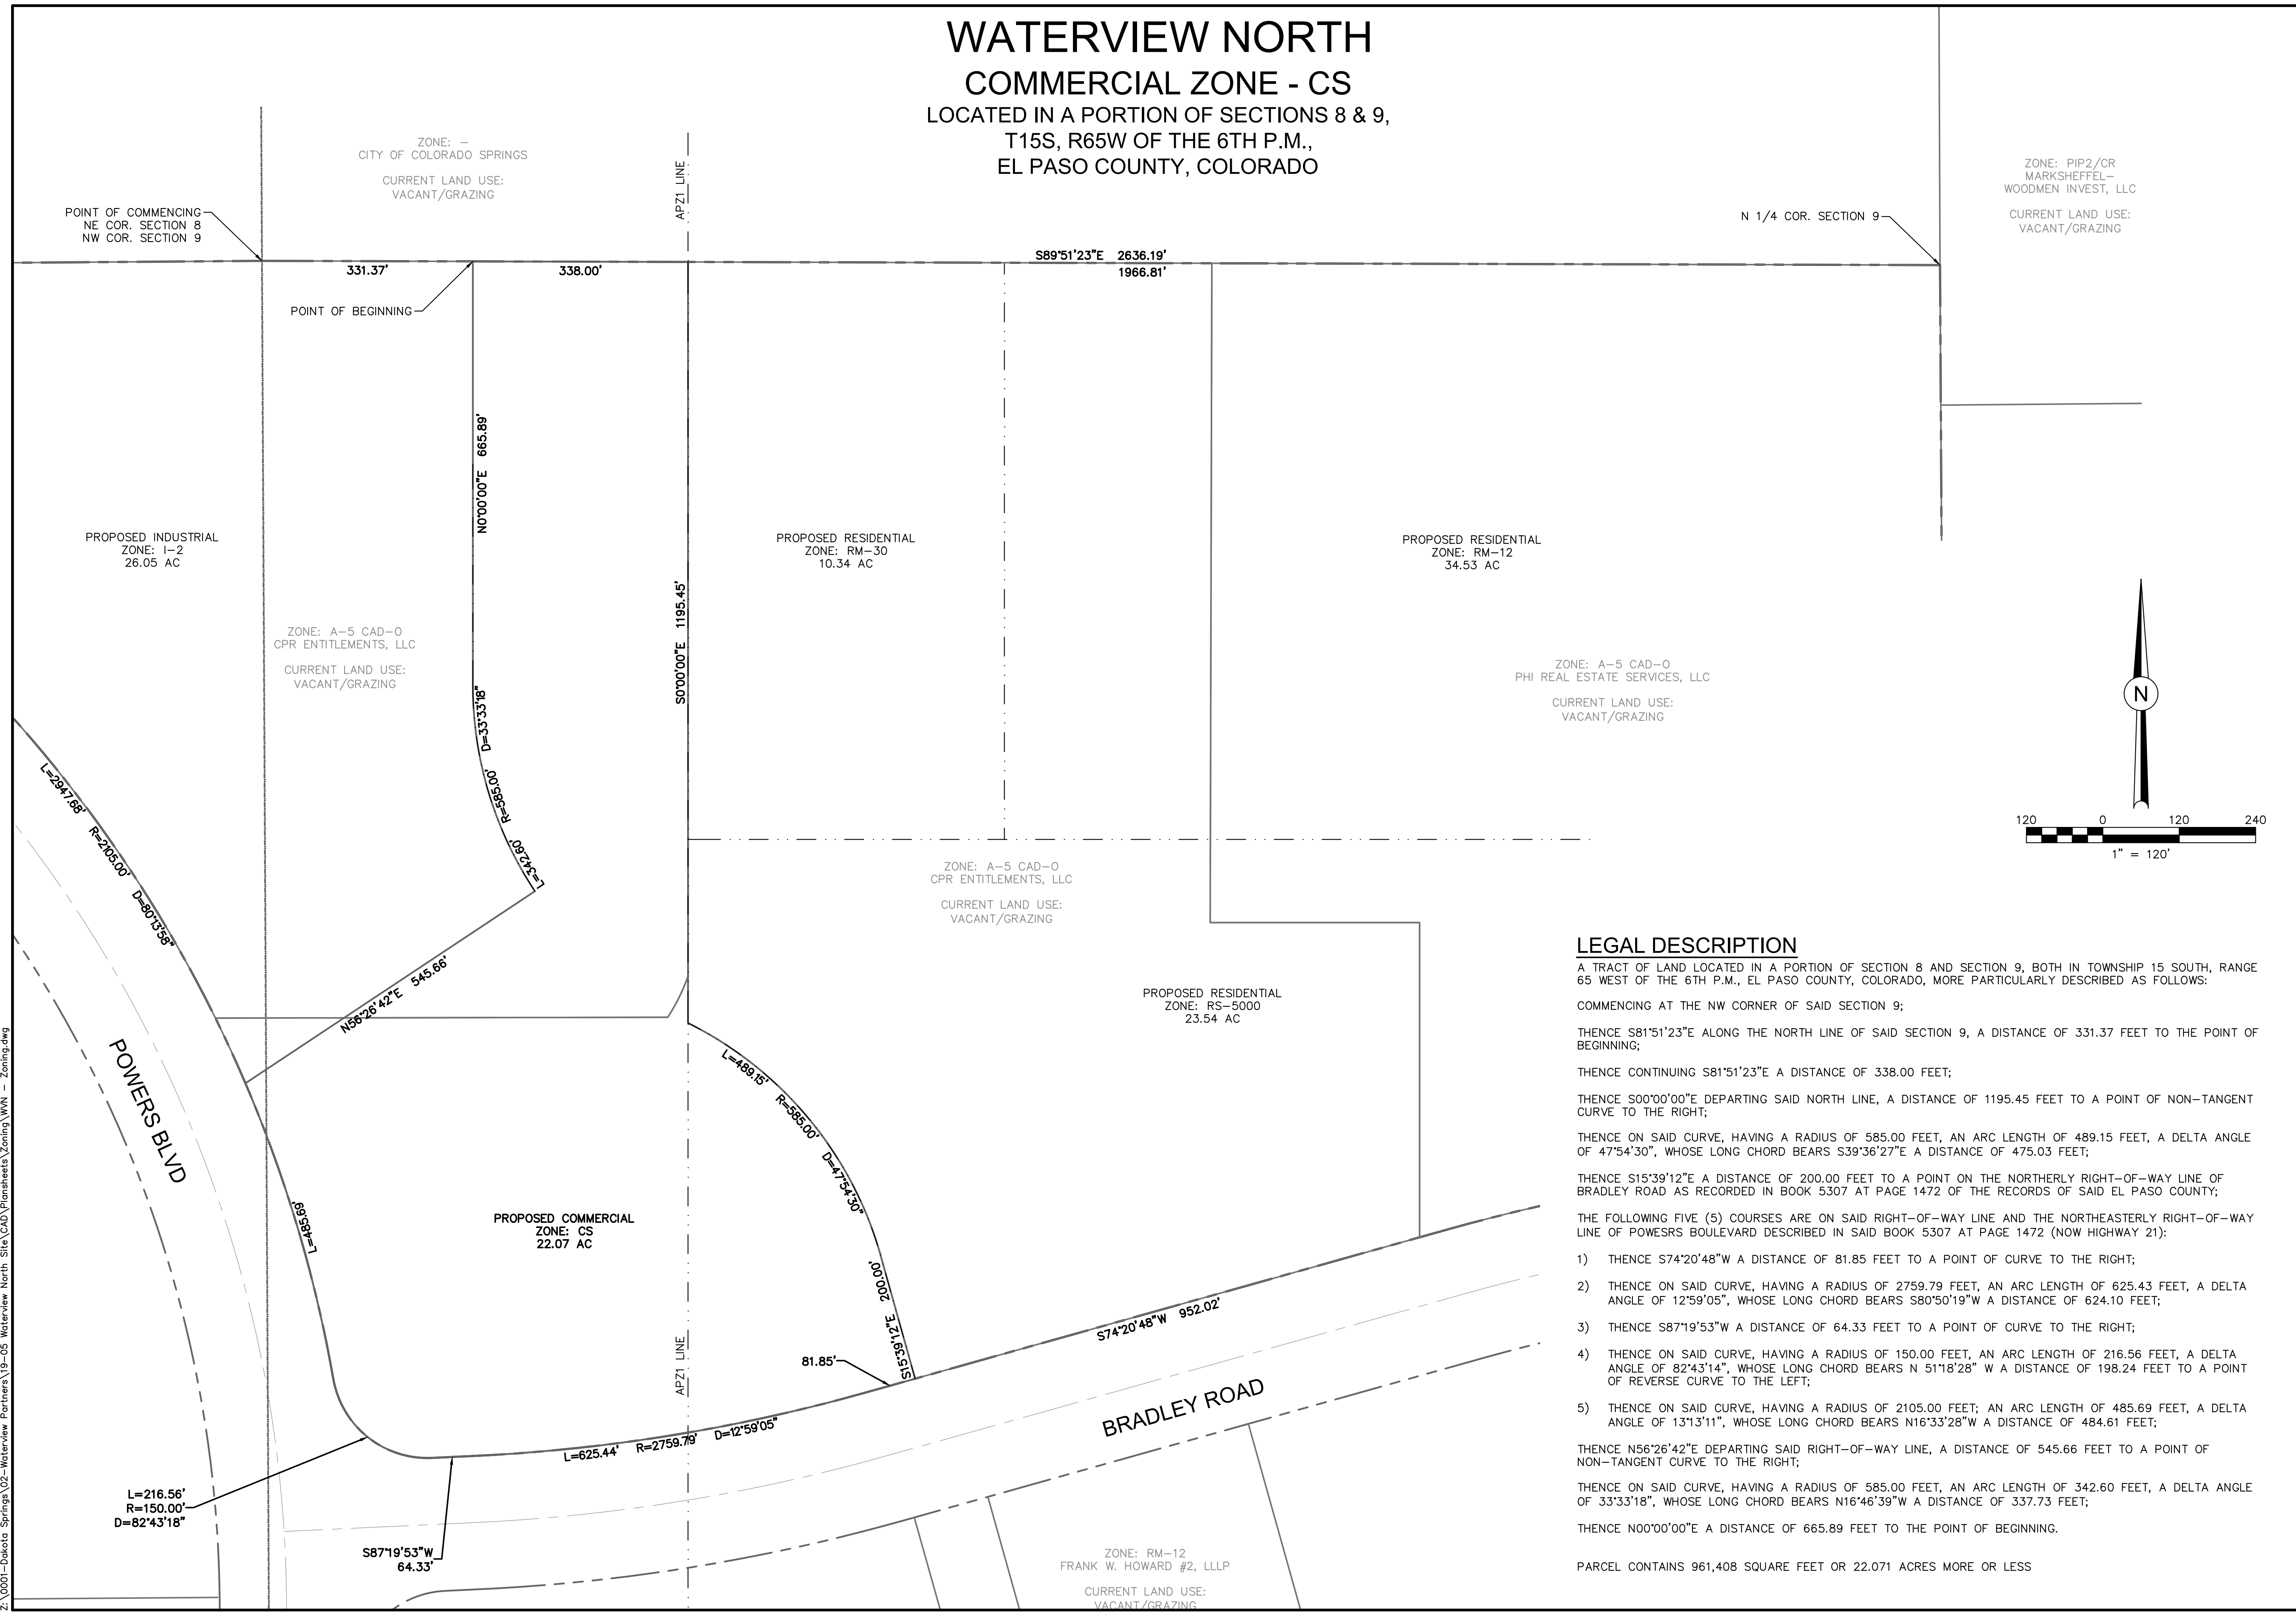 WATERVIEW NORTH
COMMERCIAL ZONE - CS
LOCATED IN A PORTION OF SECTIONS 8 & 9,
T15S, R65W OF THE 6TH P.M.,
EL PASO COUNTY, COLORADO
ZONE: –
CITY OF COLORADO SPRINGS
CURRENT LAND USE:
VACANT/GRAZING
APZ1 LINE
ZONE: PIP2/CR
MARKSHEFFEL–
WOODMEN INVEST, LLC
CURRENT LAND USE:
VACANT/GRAZING
POINT OF COMMENCING
NE COR. SECTION 8
NW COR. SECTION 9
N 1/4 COR. SECTION 9
331.37'
338.00'
S89°51'23"E 2636.19'
1966.81'
POINT OF BEGINNING
N0°00'00"E 665.89'
PROPOSED INDUSTRIAL
ZONE: I–2
26.05 AC
PROPOSED RESIDENTIAL
ZONE: RM–30
10.34 AC
PROPOSED RESIDENTIAL
ZONE: RM–12
34.53 AC
S0°00'00"E 1195.45'
ZONE: A–5 CAD–O
CPR ENTITLEMENTS, LLC
CURRENT LAND USE:
VACANT/GRAZING
ZONE: A–5 CAD–O
PHI REAL ESTATE SERVICES, LLC
CURRENT LAND USE:
VACANT/GRAZING
N
120 0 120 240
1" = 120'
L=342.60' R=585.00' D=33°33'18"
L=2947.68' R=2105.00' D=80°13'58"
ZONE: A–5 CAD–O
CPR ENTITLEMENTS, LLC
CURRENT LAND USE:
VACANT/GRAZING
N56°26'42"E 545.66'
PROPOSED RESIDENTIAL
ZONE: RS–5000
23.54 AC
POWERS BLVD
L=489.15' R=585.00' D=47°54'30"
L=485.69'
PROPOSED COMMERCIAL
ZONE: CS
22.07 AC
S15°39'12"E 200.00'
APZ1 LINE
81.85'
S74°20'48"W 952.02'
BRADLEY ROAD
L=625.44' R=2759.79' D=12°59'05"
L=216.56'
R=150.00'
D=82°43'18"
S87°19'53"W
64.33'
ZONE: RM–12
FRANK W. HOWARD #2, LLLP
CURRENT LAND USE:
VACANT/GRAZING
Z:\0001–Dakota Springs\02–Waterview Partners\19–05 Waterview North Site\CAD\Plansheets\Zoning\WVN – Zoning.dwg
LEGAL DESCRIPTION
A TRACT OF LAND LOCATED IN A PORTION OF SECTION 8 AND SECTION 9, BOTH IN TOWNSHIP 15 SOUTH, RANGE
65 WEST OF THE 6TH P.M., EL PASO COUNTY, COLORADO, MORE PARTICULARLY DESCRIBED AS FOLLOWS:
COMMENCING AT THE NW CORNER OF SAID SECTION 9;
THENCE S81°51'23"E ALONG THE NORTH LINE OF SAID SECTION 9, A DISTANCE OF 331.37 FEET TO THE POINT OF
BEGINNING;
THENCE CONTINUING S81°51'23"E A DISTANCE OF 338.00 FEET;
THENCE S00°00'00"E DEPARTING SAID NORTH LINE, A DISTANCE OF 1195.45 FEET TO A POINT OF NON–TANGENT
CURVE TO THE RIGHT;
THENCE ON SAID CURVE, HAVING A RADIUS OF 585.00 FEET, AN ARC LENGTH OF 489.15 FEET, A DELTA ANGLE
OF 47°54'30", WHOSE LONG CHORD BEARS S39°36'27"E A DISTANCE OF 475.03 FEET;
THENCE S15°39'12"E A DISTANCE OF 200.00 FEET TO A POINT ON THE NORTHERLY RIGHT–OF–WAY LINE OF
BRADLEY ROAD AS RECORDED IN BOOK 5307 AT PAGE 1472 OF THE RECORDS OF SAID EL PASO COUNTY;
THE FOLLOWING FIVE (5) COURSES ARE ON SAID RIGHT–OF–WAY LINE AND THE NORTHEASTERLY RIGHT–OF–WAY
LINE OF POWESRS BOULEVARD DESCRIBED IN SAID BOOK 5307 AT PAGE 1472 (NOW HIGHWAY 21):
1) THENCE S74°20'48"W A DISTANCE OF 81.85 FEET TO A POINT OF CURVE TO THE RIGHT;
2) THENCE ON SAID CURVE, HAVING A RADIUS OF 2759.79 FEET, AN ARC LENGTH OF 625.43 FEET, A DELTA
ANGLE OF 12°59'05", WHOSE LONG CHORD BEARS S80°50'19"W A DISTANCE OF 624.10 FEET;
3) THENCE S87°19'53"W A DISTANCE OF 64.33 FEET TO A POINT OF CURVE TO THE RIGHT;
4) THENCE ON SAID CURVE, HAVING A RADIUS OF 150.00 FEET, AN ARC LENGTH OF 216.56 FEET, A DELTA
ANGLE OF 82°43'14", WHOSE LONG CHORD BEARS N 51°18'28" W A DISTANCE OF 198.24 FEET TO A POINT
OF REVERSE CURVE TO THE LEFT;
5) THENCE ON SAID CURVE, HAVING A RADIUS OF 2105.00 FEET; AN ARC LENGTH OF 485.69 FEET, A DELTA
ANGLE OF 13°13'11", WHOSE LONG CHORD BEARS N16°33'28"W A DISTANCE OF 484.61 FEET;
THENCE N56°26'42"E DEPARTING SAID RIGHT–OF–WAY LINE, A DISTANCE OF 545.66 FEET TO A POINT OF
NON–TANGENT CURVE TO THE RIGHT;
THENCE ON SAID CURVE, HAVING A RADIUS OF 585.00 FEET, AN ARC LENGTH OF 342.60 FEET, A DELTA ANGLE
OF 33°33'18", WHOSE LONG CHORD BEARS N16°46'39"W A DISTANCE OF 337.73 FEET;
THENCE N00°00'00"E A DISTANCE OF 665.89 FEET TO THE POINT OF BEGINNING.
PARCEL CONTAINS 961,408 SQUARE FEET OR 22.071 ACRES MORE OR LESS